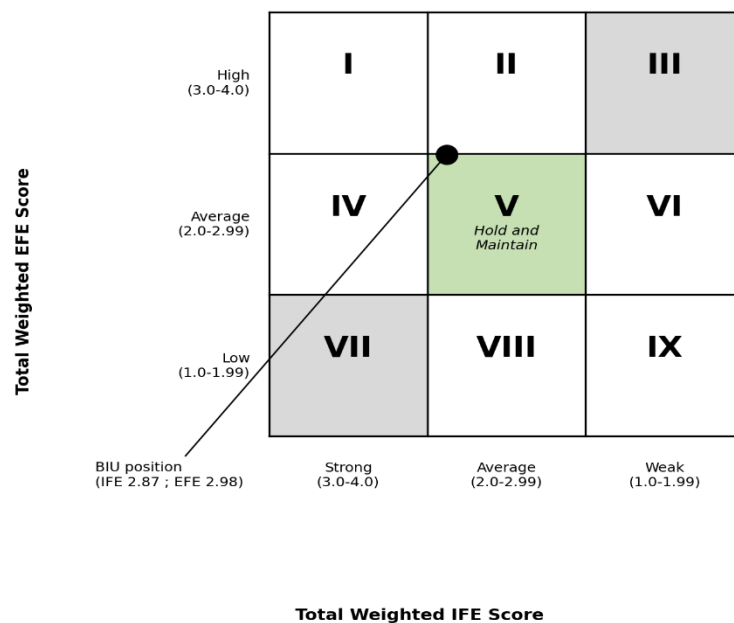 I
II
III
High
(3.0-4.0)
IV
V
Hold and
Maintain
VI
Average
(2.0-2.99)
VII
VIII
IX
Low
(1.0-1.99)
Total Weighted EFE Score
BIU position
(IFE 2.87 ; EFE 2.98)
Strong
(3.0-4.0)
Average
(2.0-2.99)
Weak
(1.0-1.99)
Total Weighted IFE Score